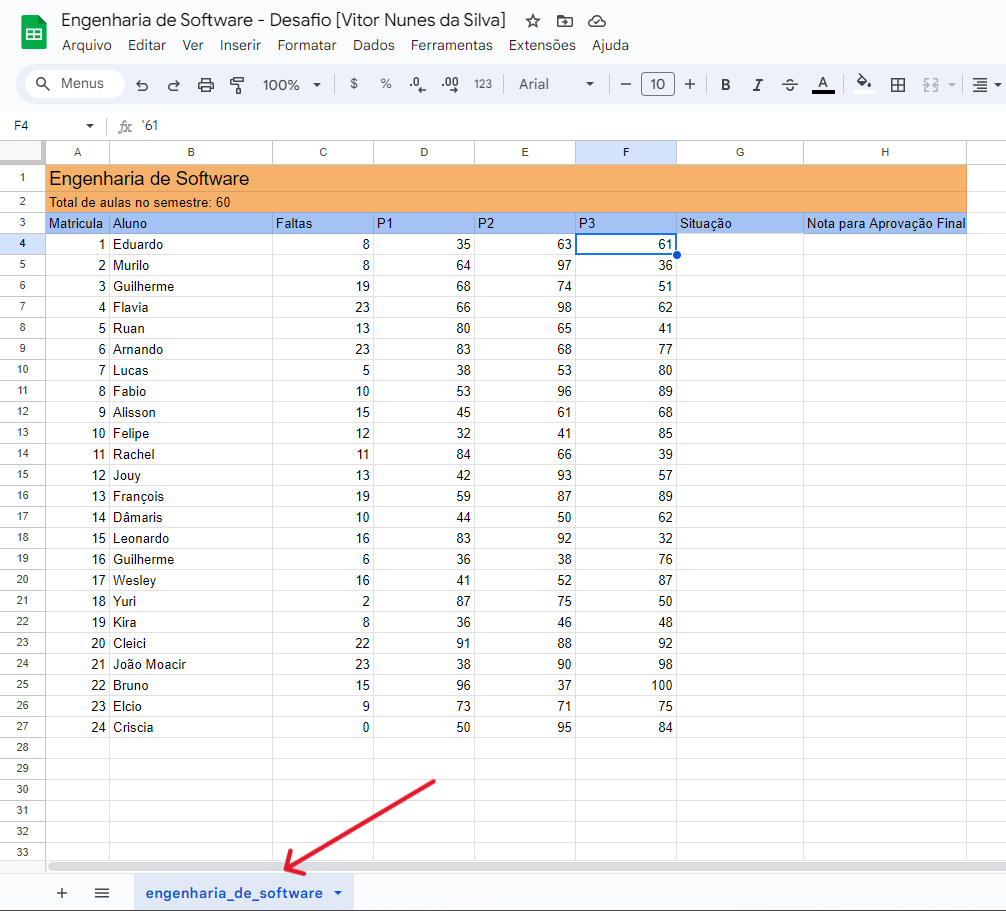 Engenharia de Software - Desafio [Vitor Nunes da Silva]
Arquivo Editar Ver Inserir Formatar Dados Ferramentas Extensões Ajuda
Menus 100% $ % .0 .00 123 Arial 10 B I A
F4 fx '61
A B C D E F G H
1 Engenharia de Software
2 Total de aulas no semestre: 60
3 Matricula Aluno Faltas P1 P2 P3 Situação Nota para Aprovação Final
4 1 Eduardo 8 35 63 61
5 2 Murilo 8 64 97 36
6 3 Guilherme 19 68 74 51
7 4 Flavia 23 66 98 62
8 5 Ruan 13 80 65 41
9 6 Arnando 23 83 68 77
10 7 Lucas 5 38 53 80
11 8 Fabio 10 53 96 89
12 9 Alisson 15 45 61 68
13 10 Felipe 12 32 41 85
14 11 Rachel 11 84 66 39
15 12 Jouy 13 42 93 57
16 13 François 19 59 87 89
17 14 Dâmaris 10 44 50 62
18 15 Leonardo 16 83 92 32
19 16 Guilherme 6 36 38 76
20 17 Wesley 16 41 52 87
21 18 Yuri 2 87 75 50
22 19 Kira 8 36 46 48
23 20 Cleici 22 91 88 92
24 21 João Moacir 23 38 90 98
25 22 Bruno 15 96 37 100
26 23 Elcio 9 73 71 75
27 24 Criscia 0 50 95 84
28
29
30
31
32
33
engenharia_de_software